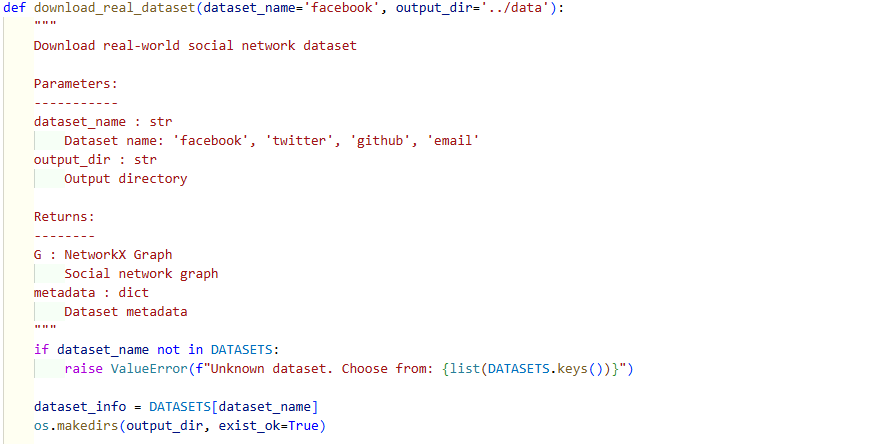 def download_real_dataset(dataset_name='facebook', output_dir='../data'):
    """
    Download real-world social network dataset

    Parameters:
    -----------
    dataset_name : str
        Dataset name: 'facebook', 'twitter', 'github', 'email'
    output_dir : str
        Output directory

    Returns:
    --------
    G : NetworkX Graph
        Social network graph
    metadata : dict
        Dataset metadata
    """
    if dataset_name not in DATASETS:
        raise ValueError(f"Unknown dataset. Choose from: {list(DATASETS.keys())}")

    dataset_info = DATASETS[dataset_name]
    os.makedirs(output_dir, exist_ok=True)